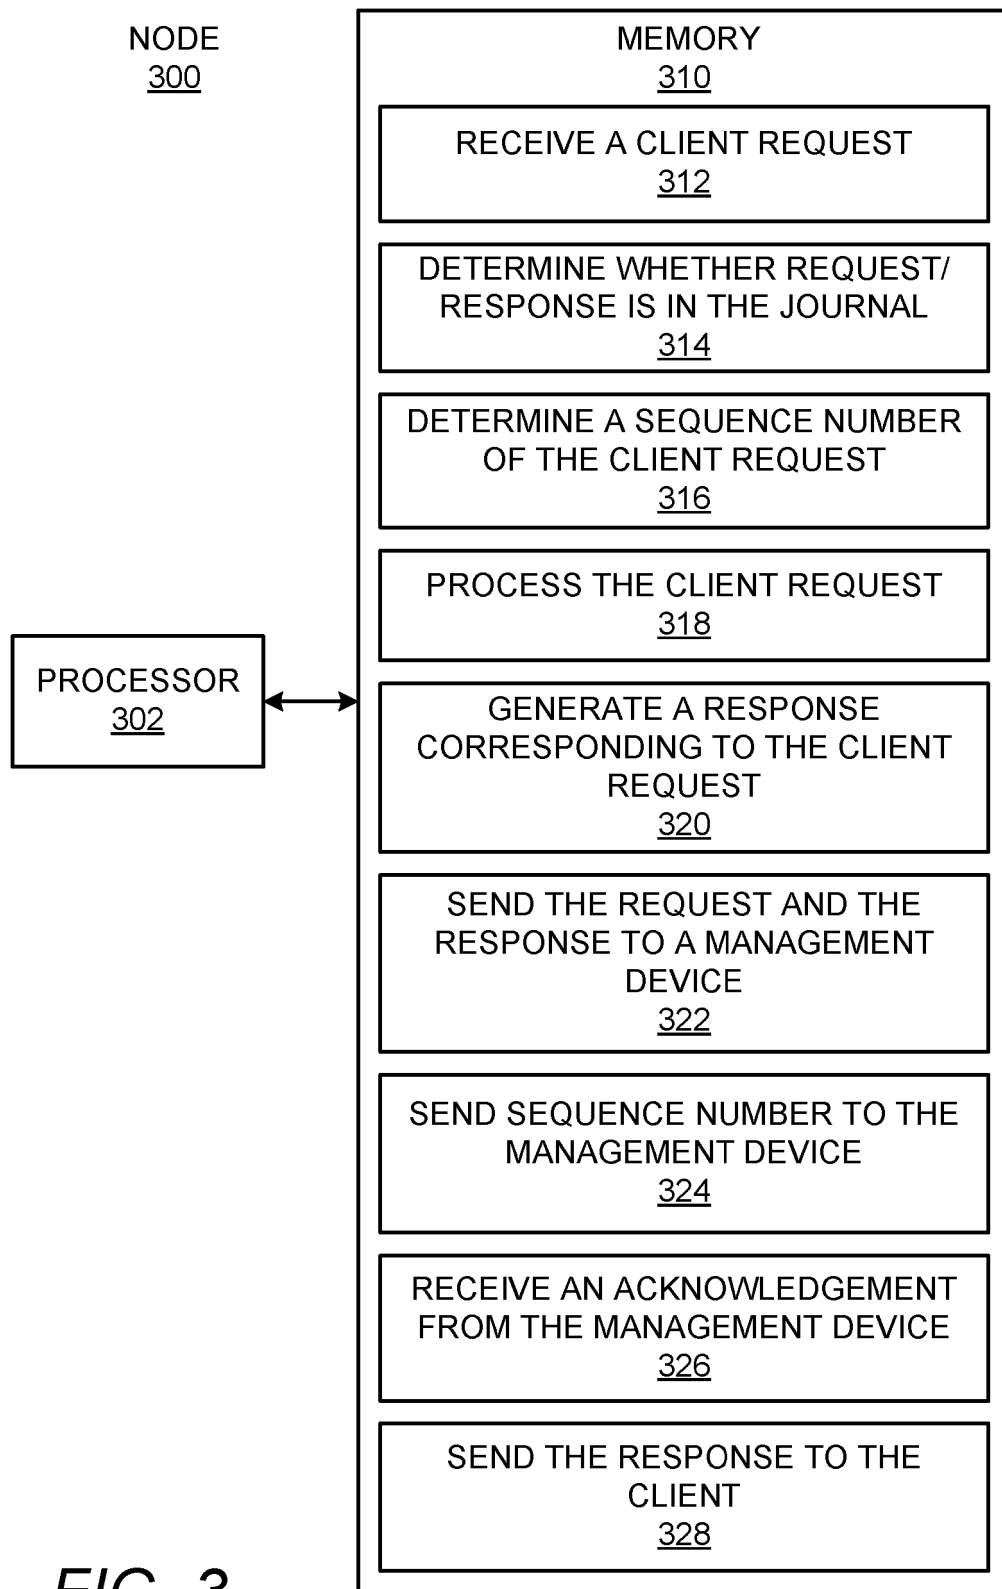 NODE
300
MEMORY
310
RECEIVE A CLIENT REQUEST
312
DETERMINE WHETHER REQUEST/
RESPONSE IS IN THE JOURNAL
314
DETERMINE A SEQUENCE NUMBER
OF THE CLIENT REQUEST
316
PROCESS THE CLIENT REQUEST
318
PROCESSOR
302
GENERATE A RESPONSE
CORRESPONDING TO THE CLIENT
REQUEST
320
SEND THE REQUEST AND THE
RESPONSE TO A MANAGEMENT
DEVICE
322
SEND SEQUENCE NUMBER TO THE
MANAGEMENT DEVICE
324
RECEIVE AN ACKNOWLEDGEMENT
FROM THE MANAGEMENT DEVICE
326
SEND THE RESPONSE TO THE
CLIENT
328
FIG. 3